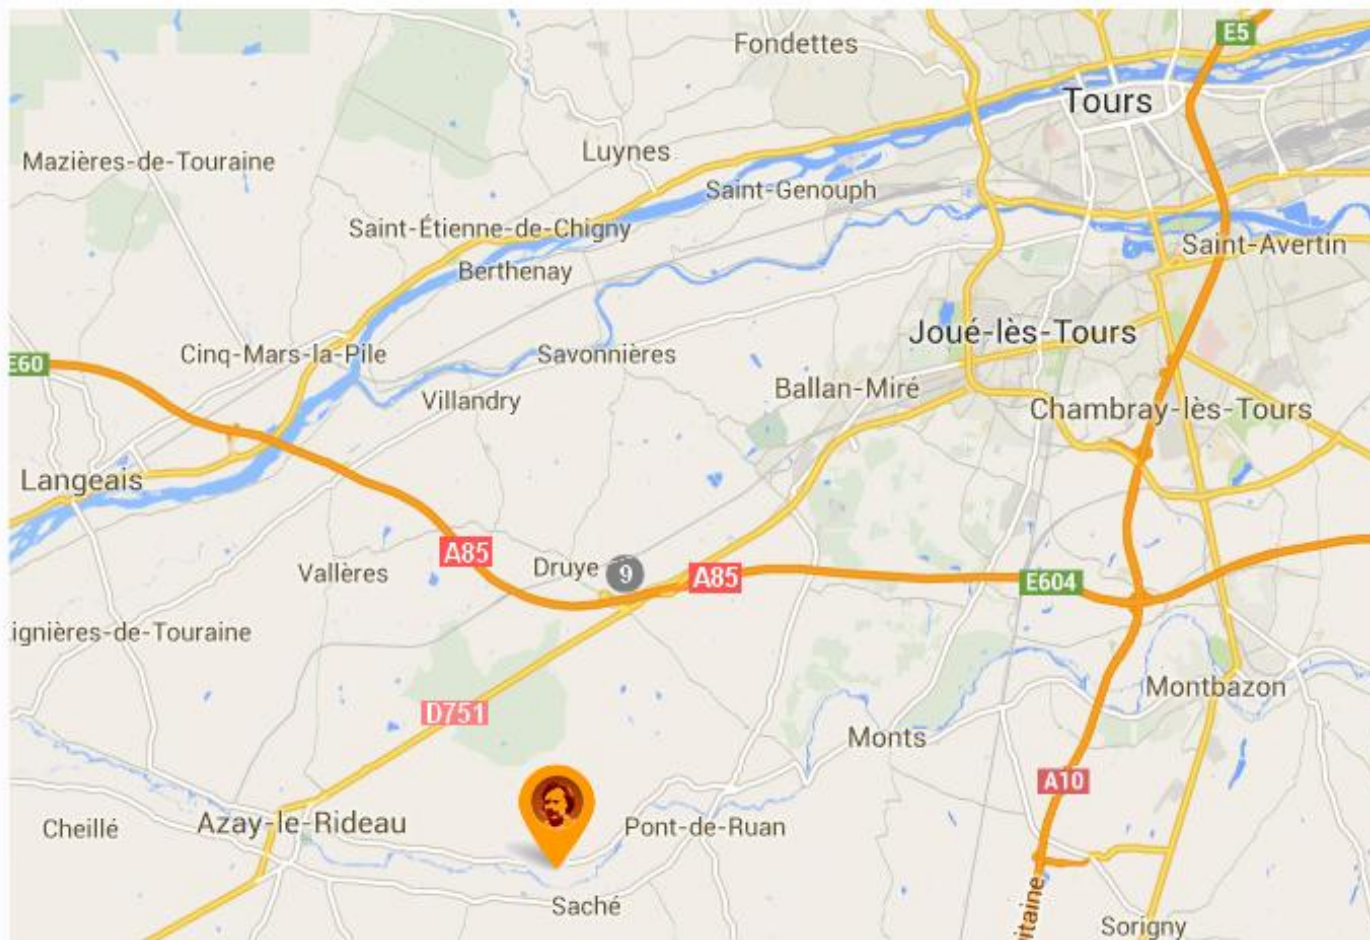 E5
Fondettes
Tours
Luynes
Mazières-de-Touraine
Saint-Genouph
Saint-Étienne-de-Chigny
Saint-Avertin
Berthenay
Joué-lès-Tours
Cinq-Mars-la-Pile
Savonnières
E60
Ballan-Miré
Villandry
Chambray-lès-Tours
Langeais
A85
Druye
9
Vallères
A85
E604
ignières-de-Touraine
Montbazon
D751
Monts
A10
Azay-le-Rideau
Cheillé
Pont-de-Ruan
Saché
itaine
Sorigny